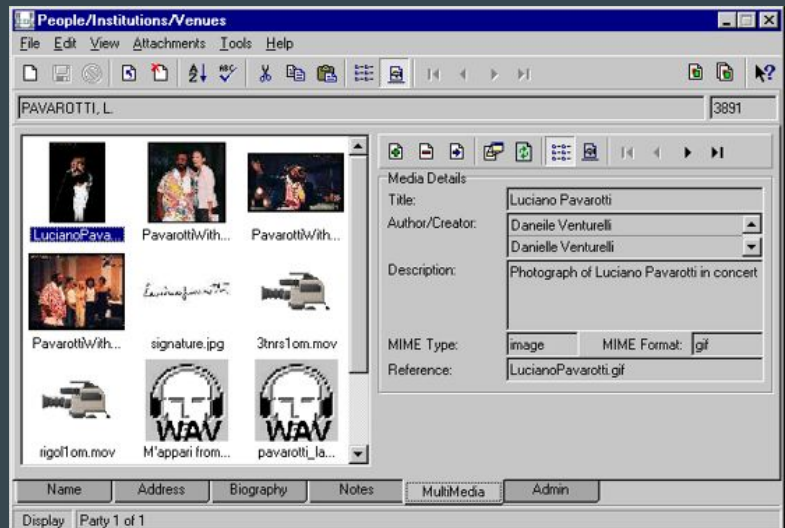 People/Institutions/Venues
File Edit View Attachments Tools Help
PAVAROTTI, L. 3891
LucianoPava... PavarottiWith... PavarottiWith...
PavarottiWith... signature.jpg 3tnrs1om.mov
rigol1om.mov M'appari from... pavarotti_la...
WAV WAV
Media Details
Title: Luciano Pavarotti
Author/Creator: Daneile Venturelli
Danielle Venturelli
Description: Photograph of Luciano Pavarotti in concert
MIME Type: image MIME Format: gif
Reference: LucianoPavarotti.gif
Name Address Biography Notes MultiMedia Admin
Display Party 1 of 1